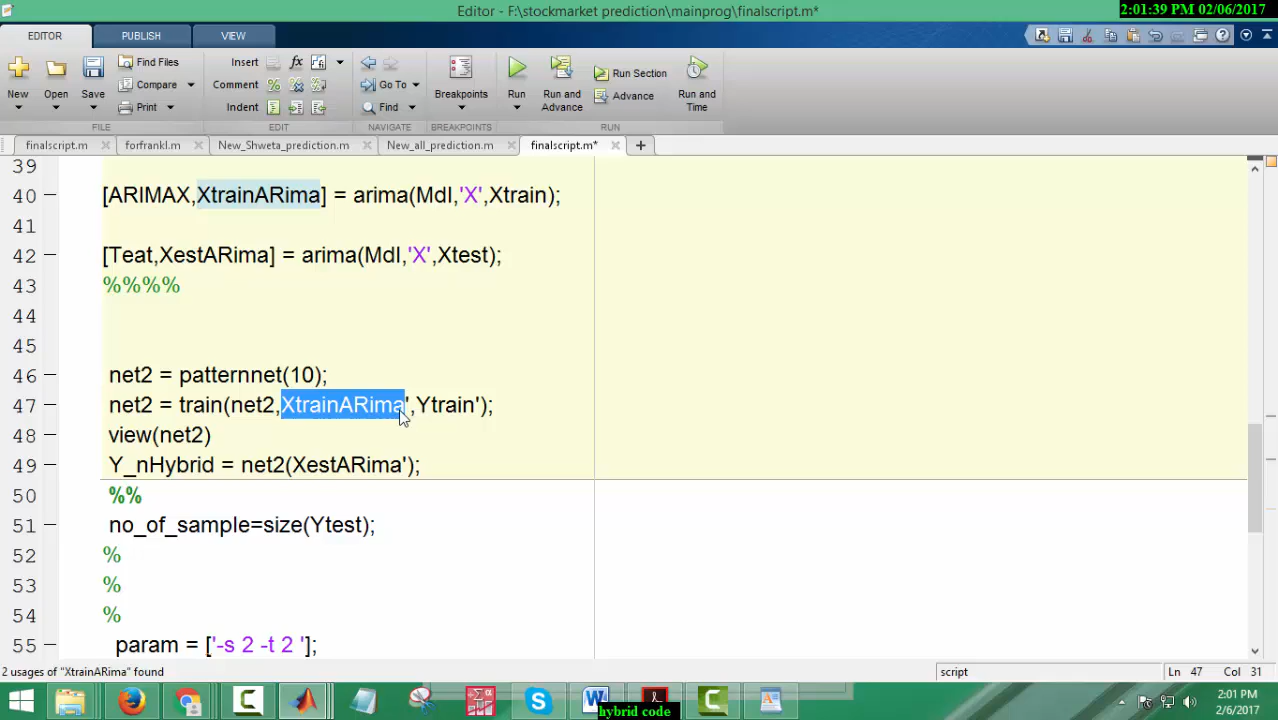 Editor - F:\stockmarket prediction\mainprog\finalscript.m*
2:01:39 PM 02/06/2017
EDITOR PUBLISH VIEW
New Open Save Find Files Compare Print
Insert Comment Indent
Go To Find
Breakpoints
Run Run and Advance Run Section Advance Run and Time
FILE EDIT NAVIGATE BREAKPOINTS RUN
finalscript.m forfrankl.m New_Shweta_prediction.m New_all_prediction.m finalscript.m*
39
40 [ARIMAX,XtrainARima] = arima(Mdl,'X',Xtrain);
41
42 [Teat,XestARima] = arima(Mdl,'X',Xtest);
43 %%%%
44
45
46 net2 = patternnet(10);
47 net2 = train(net2,XtrainARima',Ytrain');
48 view(net2)
49 Y_nHybrid = net2(XestARima');
50 %%
51 no_of_sample=size(Ytest);
52 %
53 %
54 %
55 param = ['-s 2 -t 2 '];
2 usages of "XtrainARima" found
script
Ln 47 Col 31
hybrid code
2:01 PM
2/6/2017